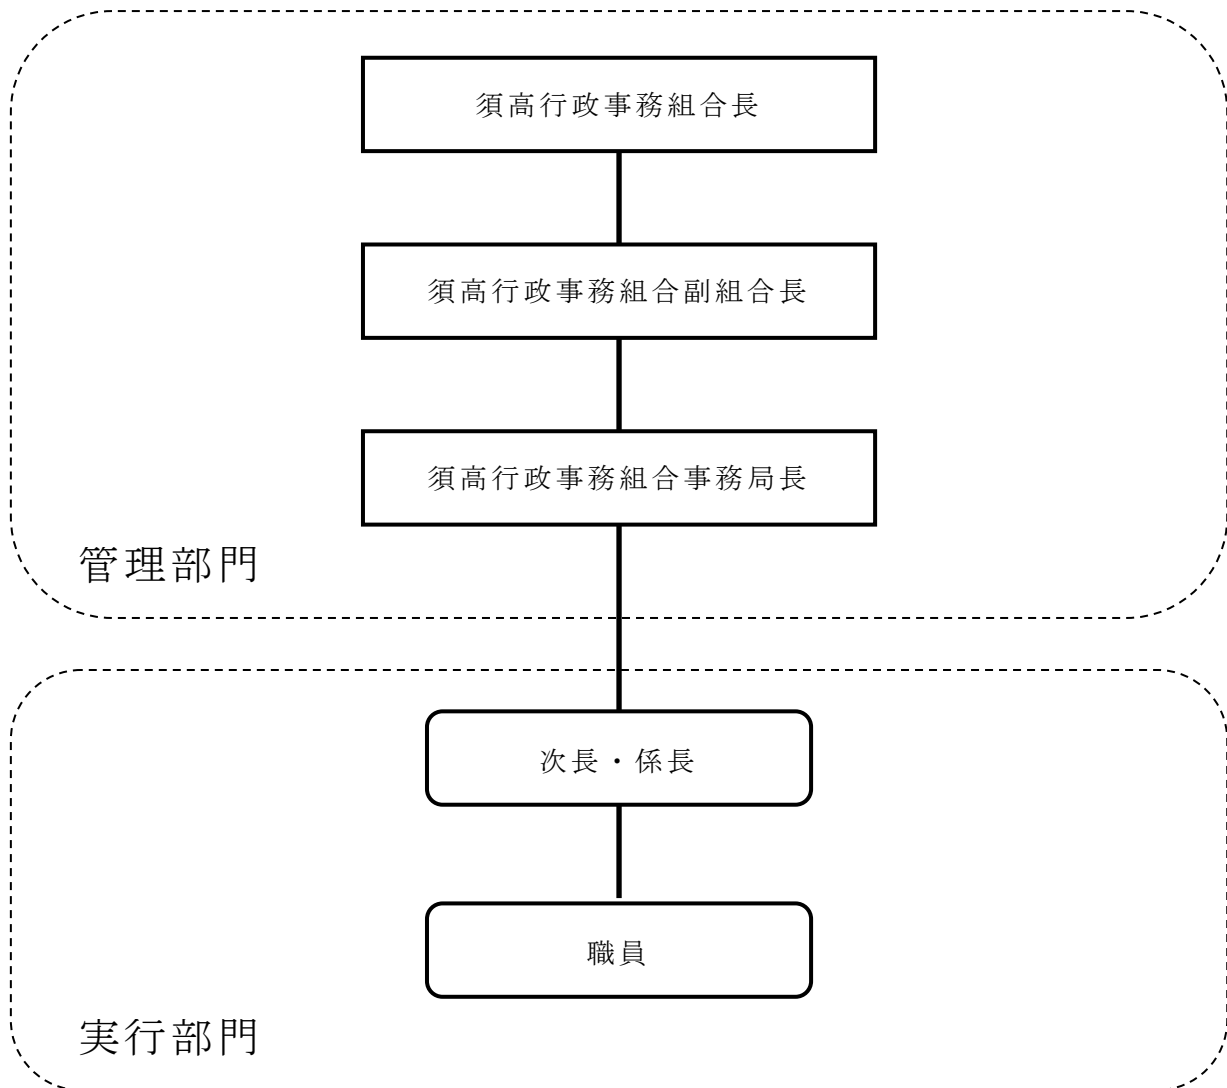 須高行政事務組合長
須高行政事務組合副組合長
須高行政事務組合事務局長
管理部門
次長・係長
職員
実行部門